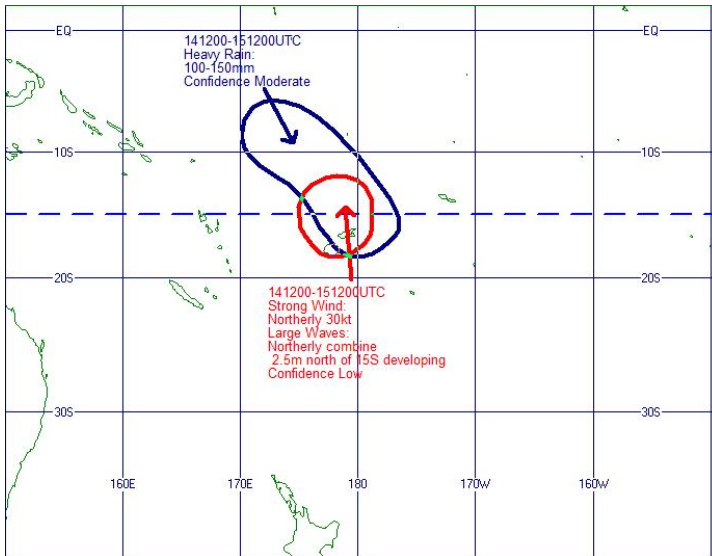 EQ
EQ
141200-151200UTC
Heavy Rain:
100-150mm
Confidence Moderate
10S
10S
20S
20S
141200-151200UTC
Strong Wind:
Northerly 30kt
Large Waves:
Northerly combine
2.5m north of 15S developing
Confidence Low
30S
30S
160E
170E
180
170W
160W